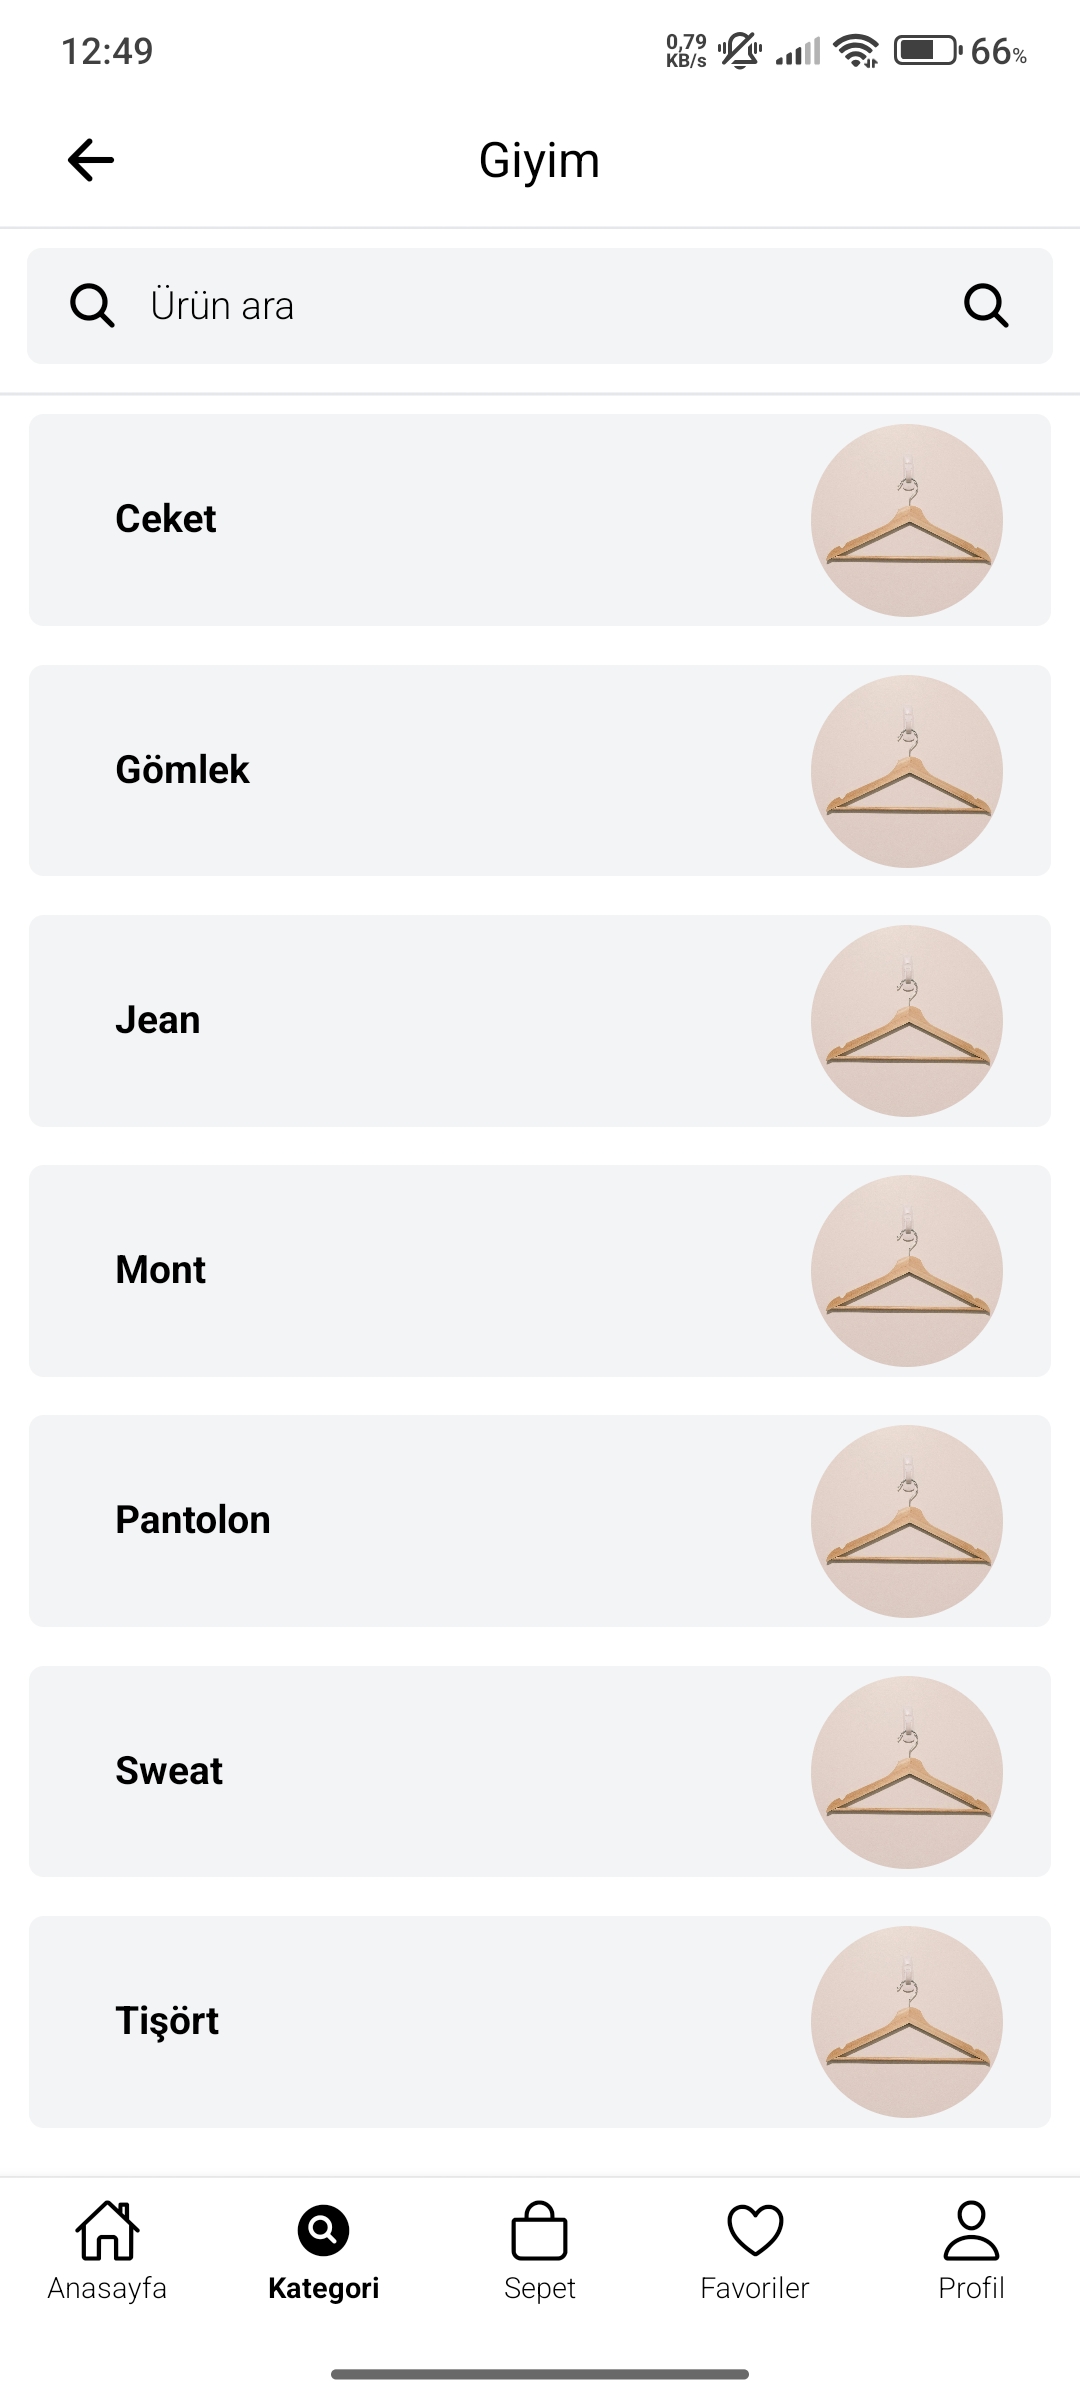 12:49
0,79
KB/s
66%
Giyim
Ürün ara
Ceket
Gömlek
Jean
Mont
Pantolon
Sweat
Tişört
Anasayfa
Kategori
Sepet
Favoriler
Profil